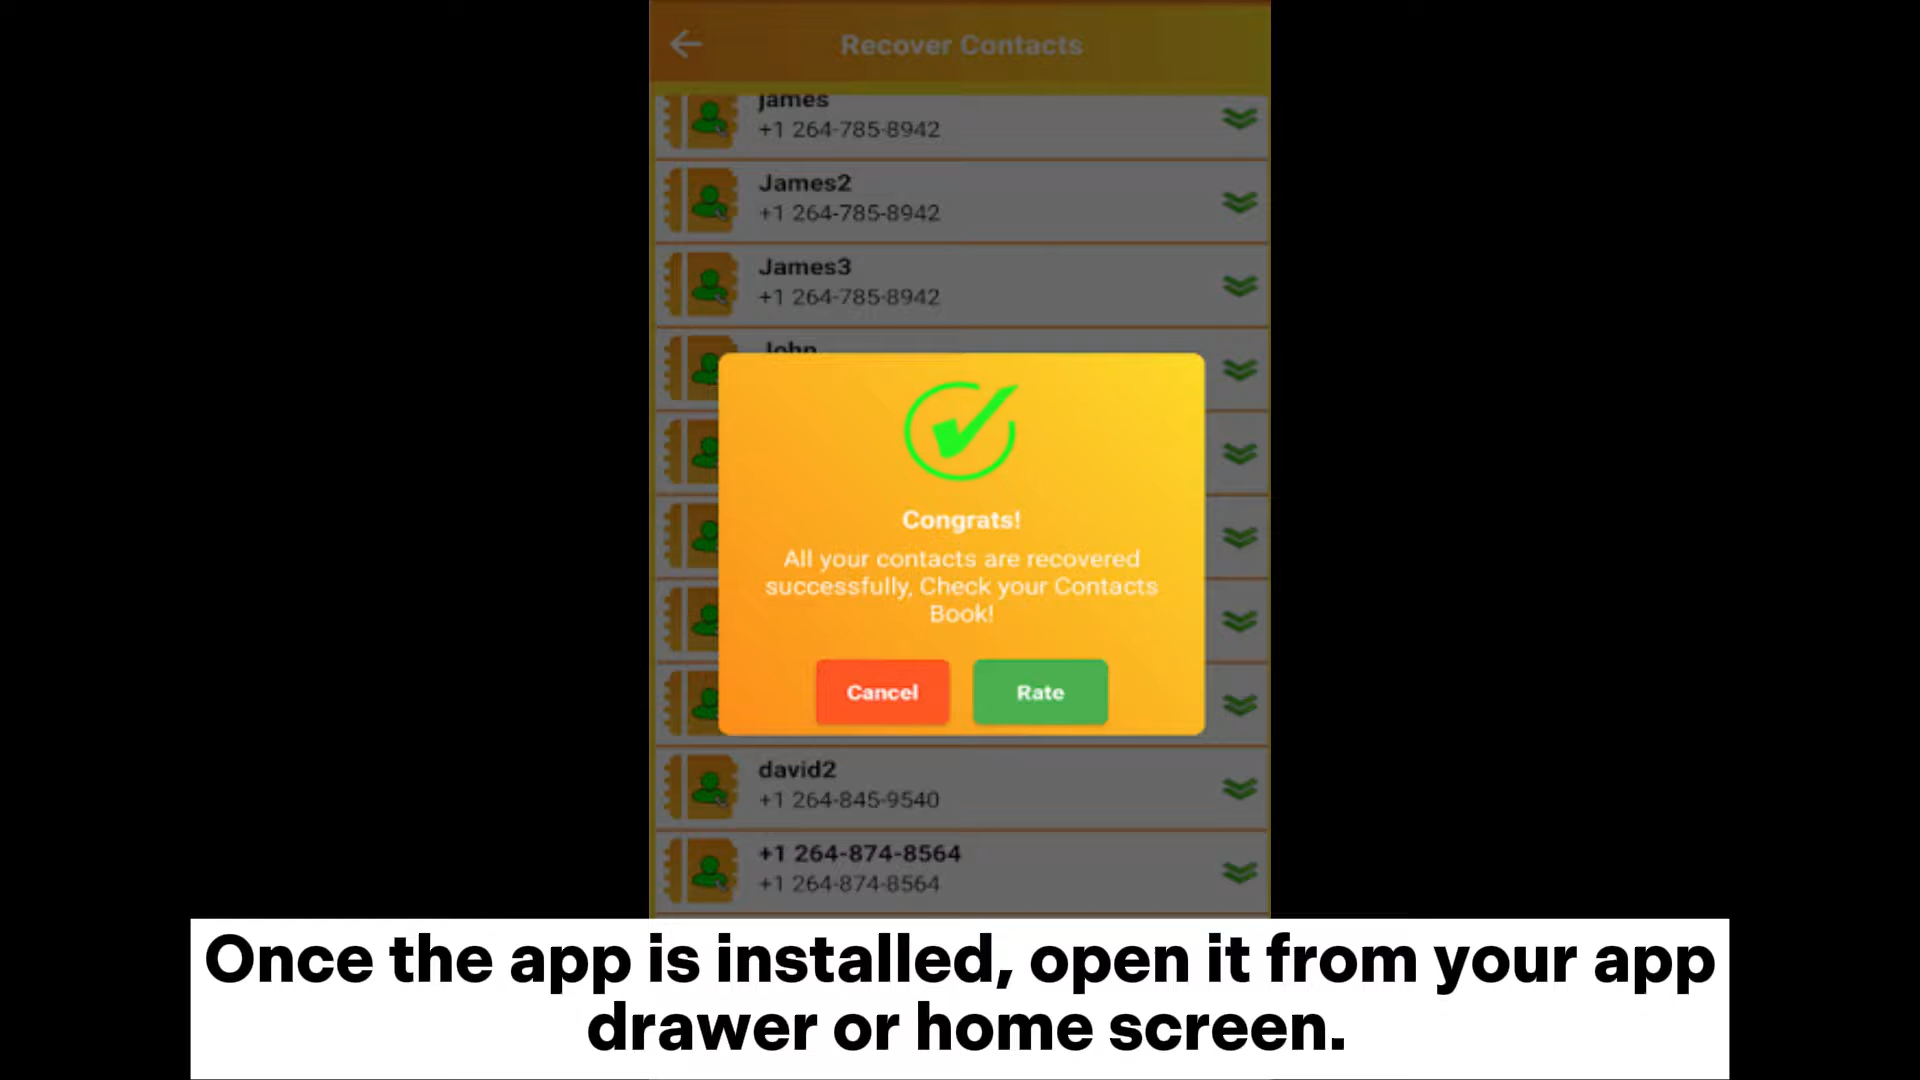 Recover Contacts
james
+1 264-785-8942
James2
+1 264-785-8942
James3
+1 264-785-8942
John
Congrats!
All your contacts are recovered
successfully, Check your Contacts
Book!
Cancel
Rate
david2
+1 264-845-9540
+1 264-874-8564
+1 264-874-8564
Once the app is installed, open it from your app
drawer or home screen.